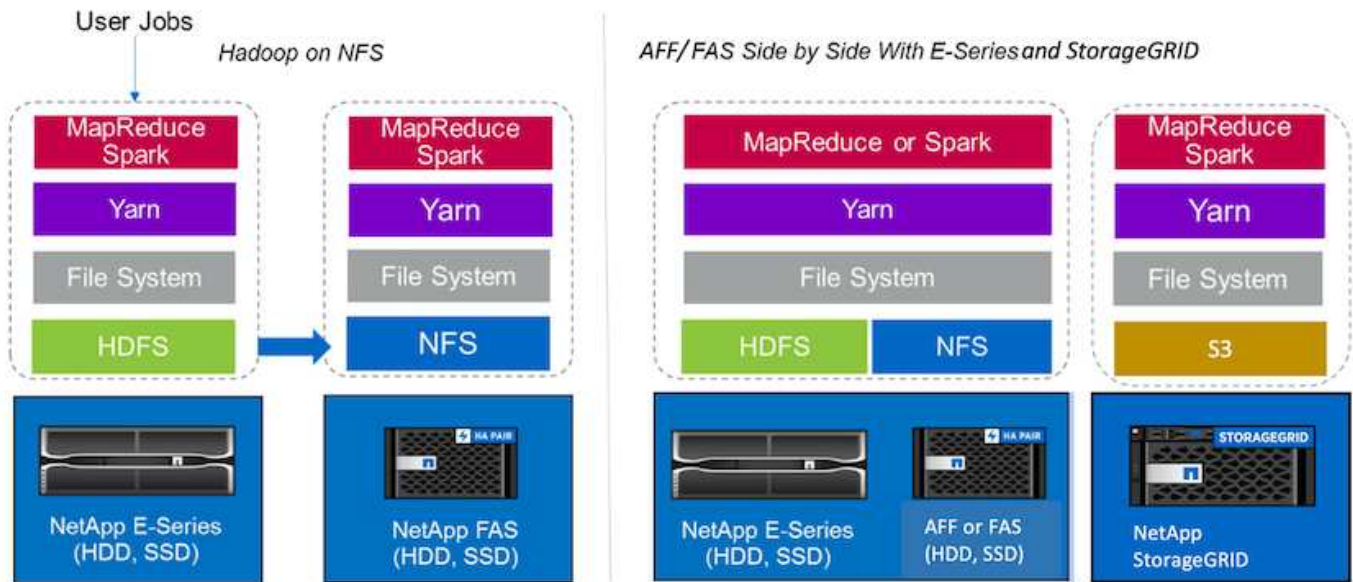 User Jobs
Hadoop on NFS
MapReduce
Spark
Yarn
File System
HDFS
NetApp E-Series
(HDD, SSD)
MapReduce
Spark
Yarn
File System
NFS
HA PAIR
NetApp FAS
(HDD, SSD)
AFF/FAS Side by Side With E-Series and StorageGRID
MapReduce or Spark
Yarn
File System
HDFS
NFS
NetApp E-Series
(HDD, SSD)
HA PAIR
AFF or FAS
(HDD, SSD)
MapReduce
Spark
Yarn
File System
S3
STORAGEGRID
NetApp
StorageGRID